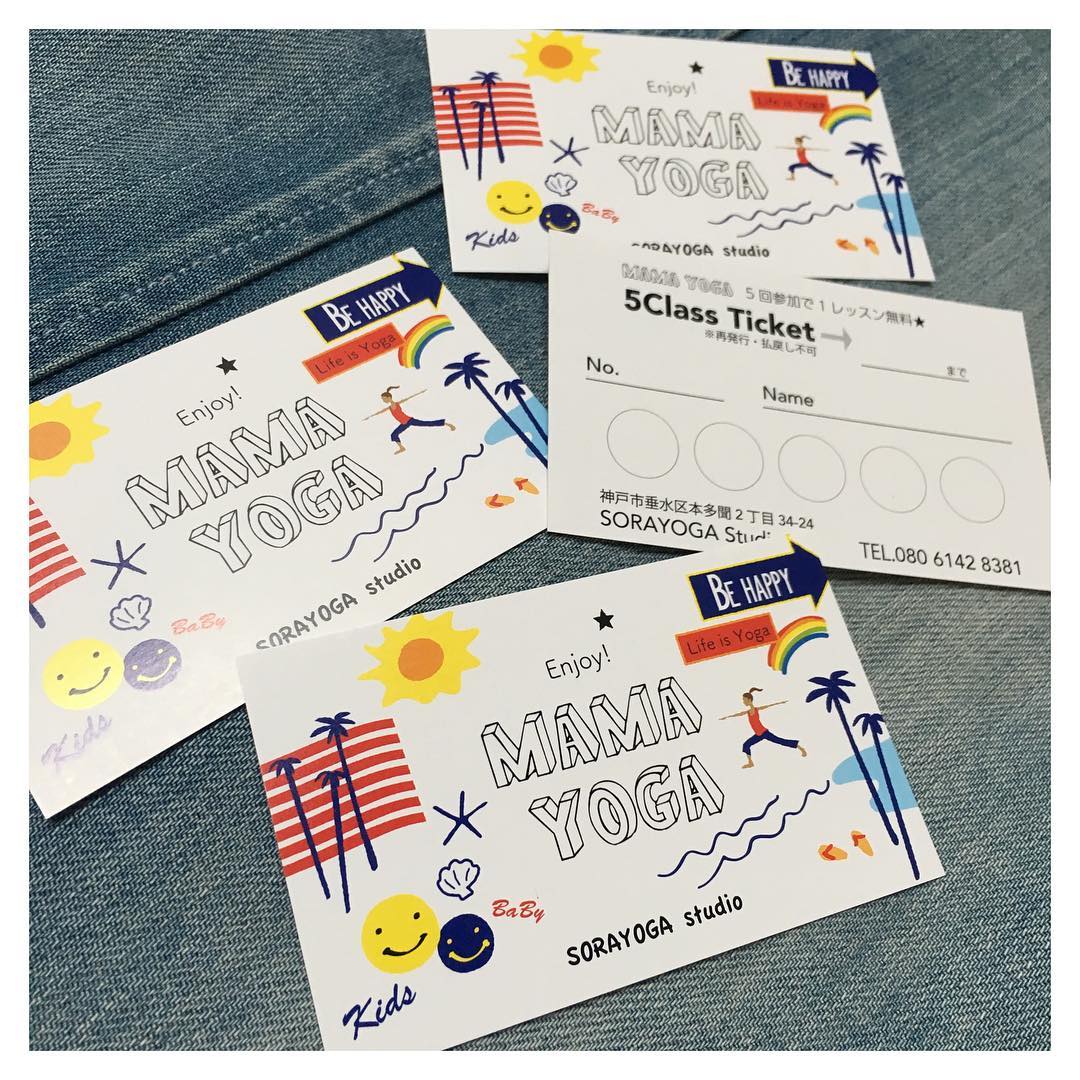 BE HAPPY
Enjoy!
Life is Yoga
MAMA
YOGA
BaBy
Kids
SORAYOGA studio
MAMA YOGA 5回参加で1レッスン無料★
5Class Ticket
※再発行・払戻し不可
まで
No.
Name
神戸市垂水区本多聞2丁目34-24
SORAYOGA Studi
TEL.080 6142 8381
BE HAPPY
Life is Yoga
Enjoy!
MAMA
YOGA
BaBy
SORAYOGA studio
Kids
BE HAPPY
Life is Yoga
Enjoy!
MAMA
YOGA
BaBy
SORAYOGA studio
Kids